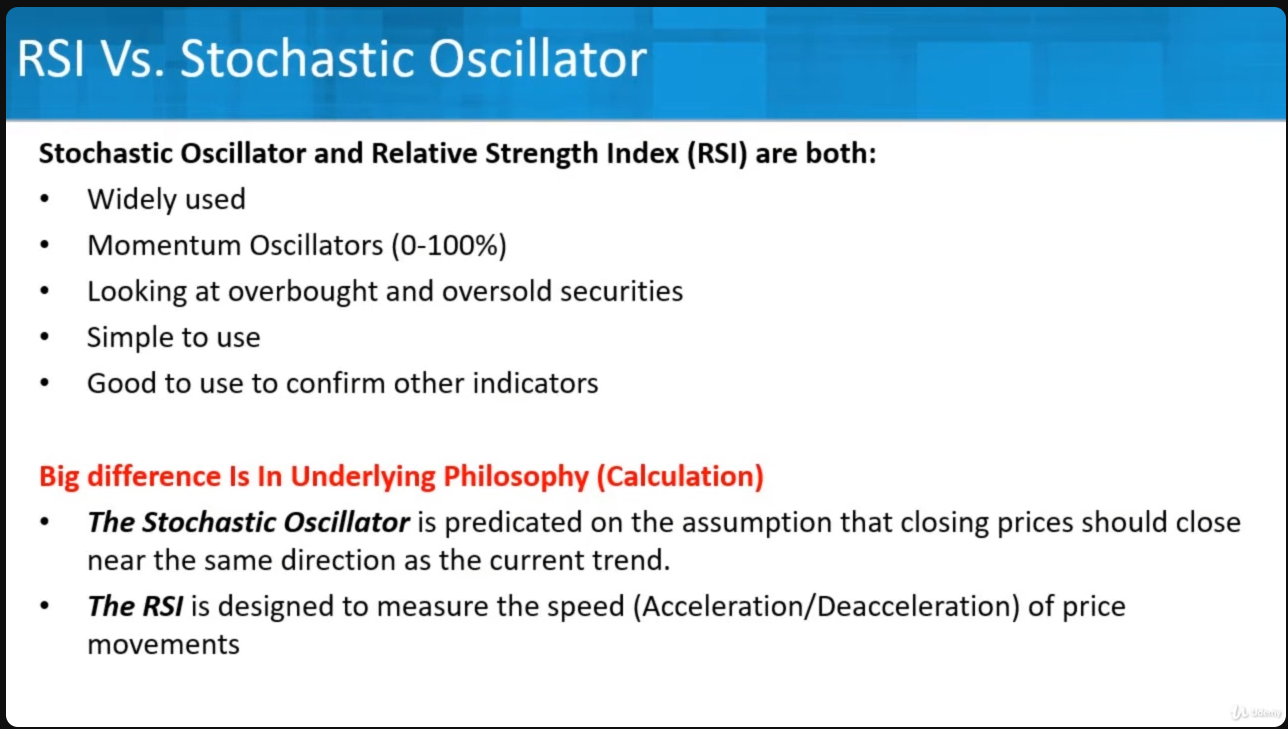 RSI Vs. Stochastic Oscillator
Stochastic Oscillator and Relative Strength Index (RSI) are both:
• Widely used
• Momentum Oscillators (0-100%)
• Looking at overbought and oversold securities
• Simple to use
• Good to use to confirm other indicators
Big difference Is In Underlying Philosophy (Calculation)
• The Stochastic Oscillator is predicated on the assumption that closing prices should close
near the same direction as the current trend.
• The RSI is designed to measure the speed (Acceleration/Deacceleration) of price
movements
Udemy